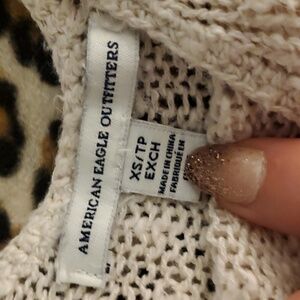 AMERICAN EAGLE OUTFITTERS
XS/TP
EXCH
MADE IN CHINA
FABRIQUÉ EN